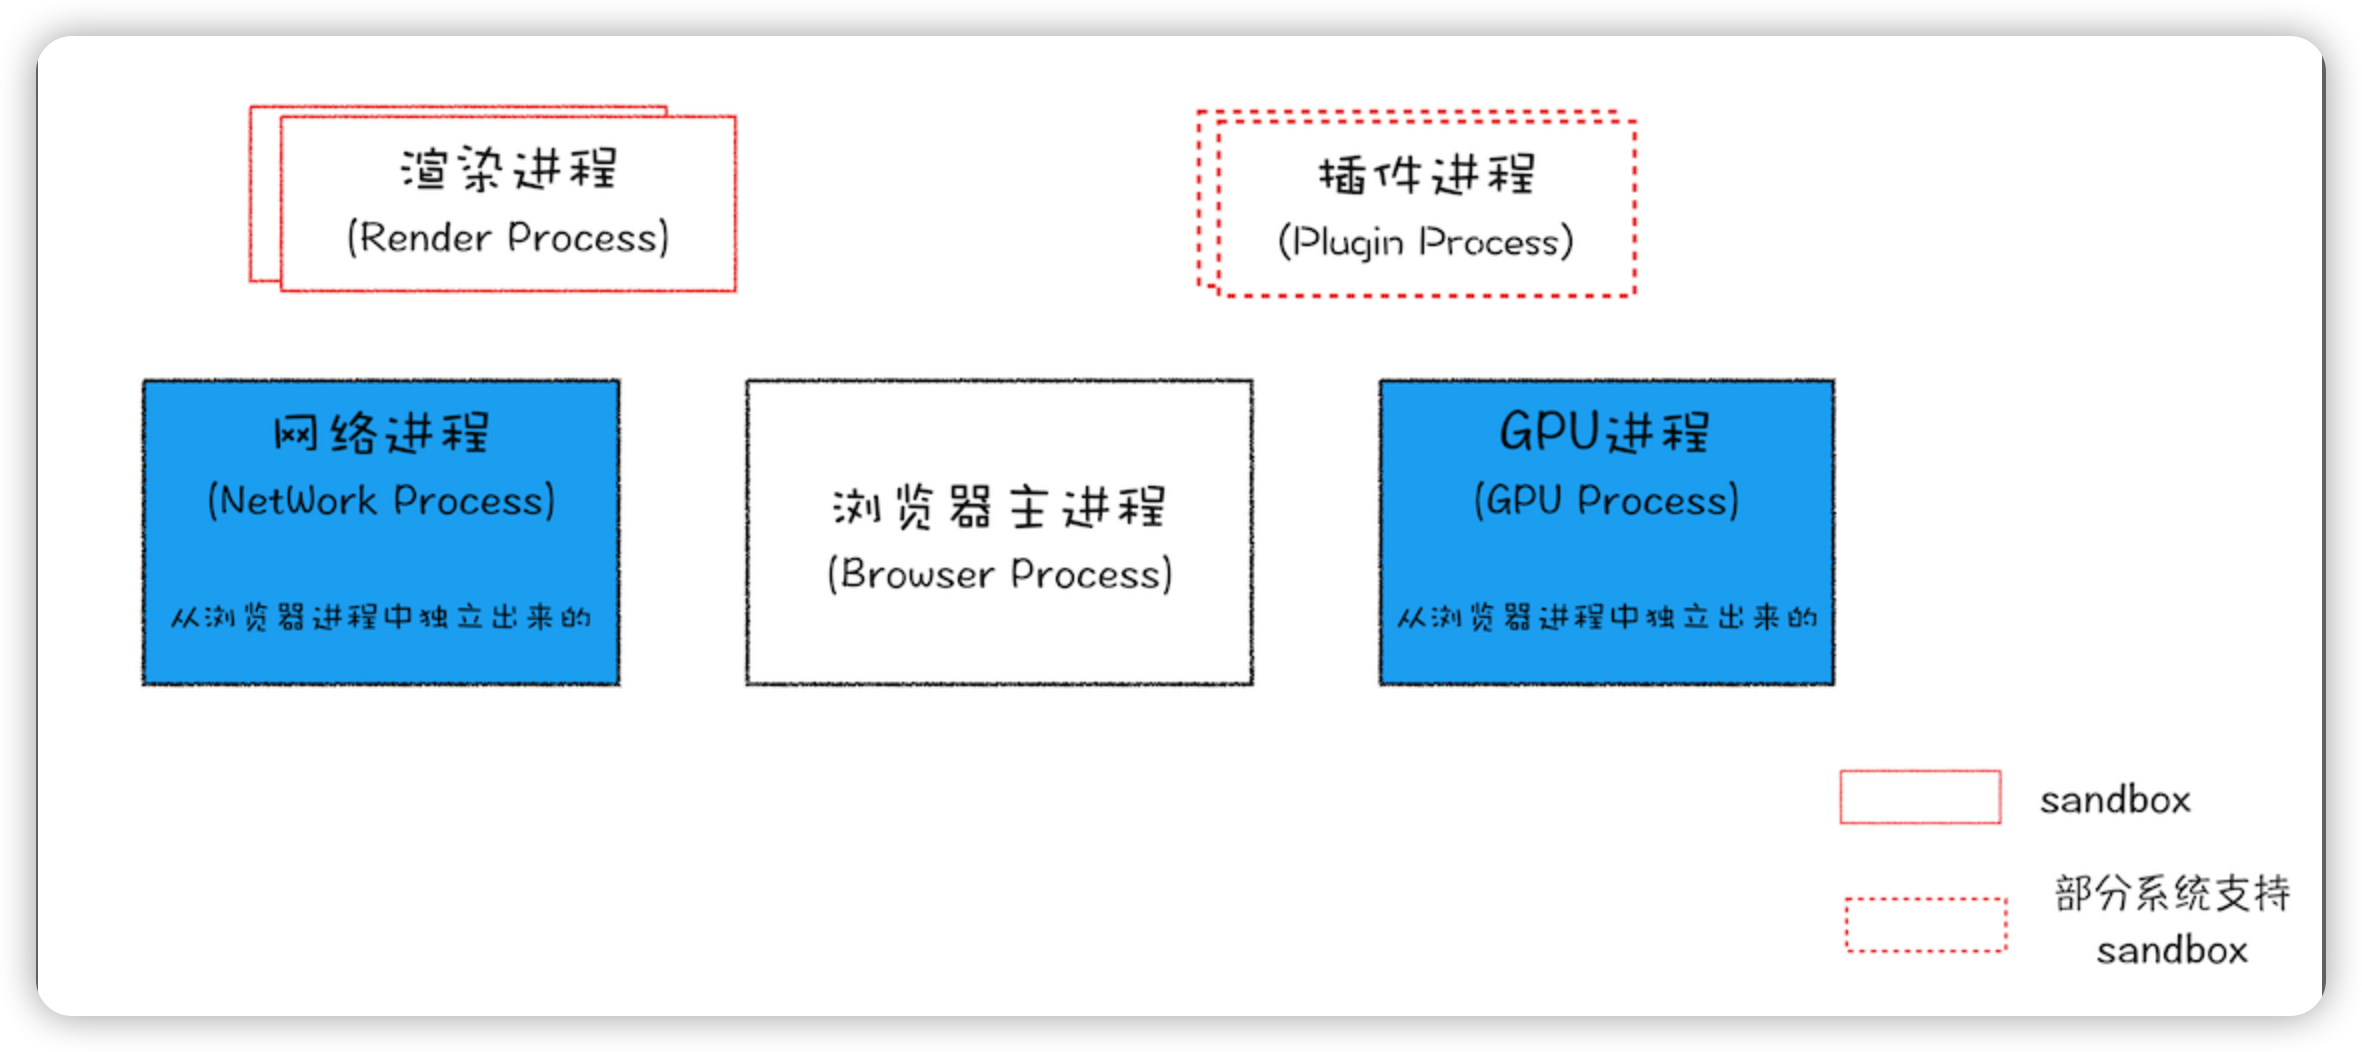 渲染进程
(Render Process)
插件进程
(Plugin Process)
网络进程
(NetWork Process)
从浏览器进程中独立出来的
浏览器主进程
(Browser Process)
GPU进程
(GPU Process)
从浏览器进程中独立出来的
sandbox
部分系统支持
sandbox